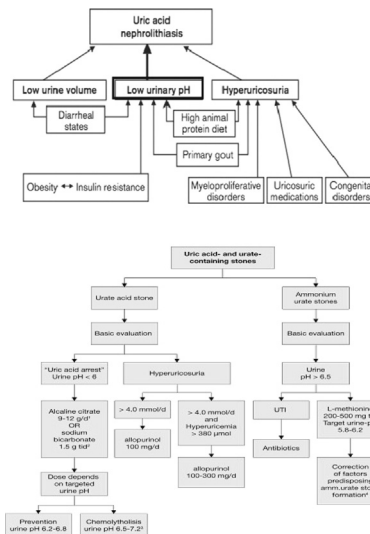 Uric acid
nephrolithiasis
Low urine volume
Low urinary pH
Hyperuricosuria
Diarrheal
states
High animal
protein diet
Primary gout
Obesity ↔ Insulin resistance
Myeloproliferative
disorders
Uricosuric
medications
Congenita
disorders
Uric acid- and urate-
containing stones
Urate acid stone
Ammonium
urate stones
Basic evaluation
Basic evaluation
"Uric acid arrest"
Urine pH < 6
Hyperuricosuria
Urine
pH > 6.5
Alcaline citrate
9-12 g/d¹
OR
sodium
bicarbonate
1.5 g tid²
> 4.0 mmol/d
> 4.0 mmol/d
and
Hyperuricemia
> 380 µmol
UTI
L-methionine
200-500 mg t
Target urine-p
5.8-6.2
allopurinol
100 mg/d
Antibiotics
allopurinol
100-300 mg/d
Dose depends
on targeted
urine pH
Correction
of factors
predisposing
amm.urate sto
formation⁴
Prevention
urine pH 6.2-6.8
Chemolytholisis
urine pH 6.5-7.2³